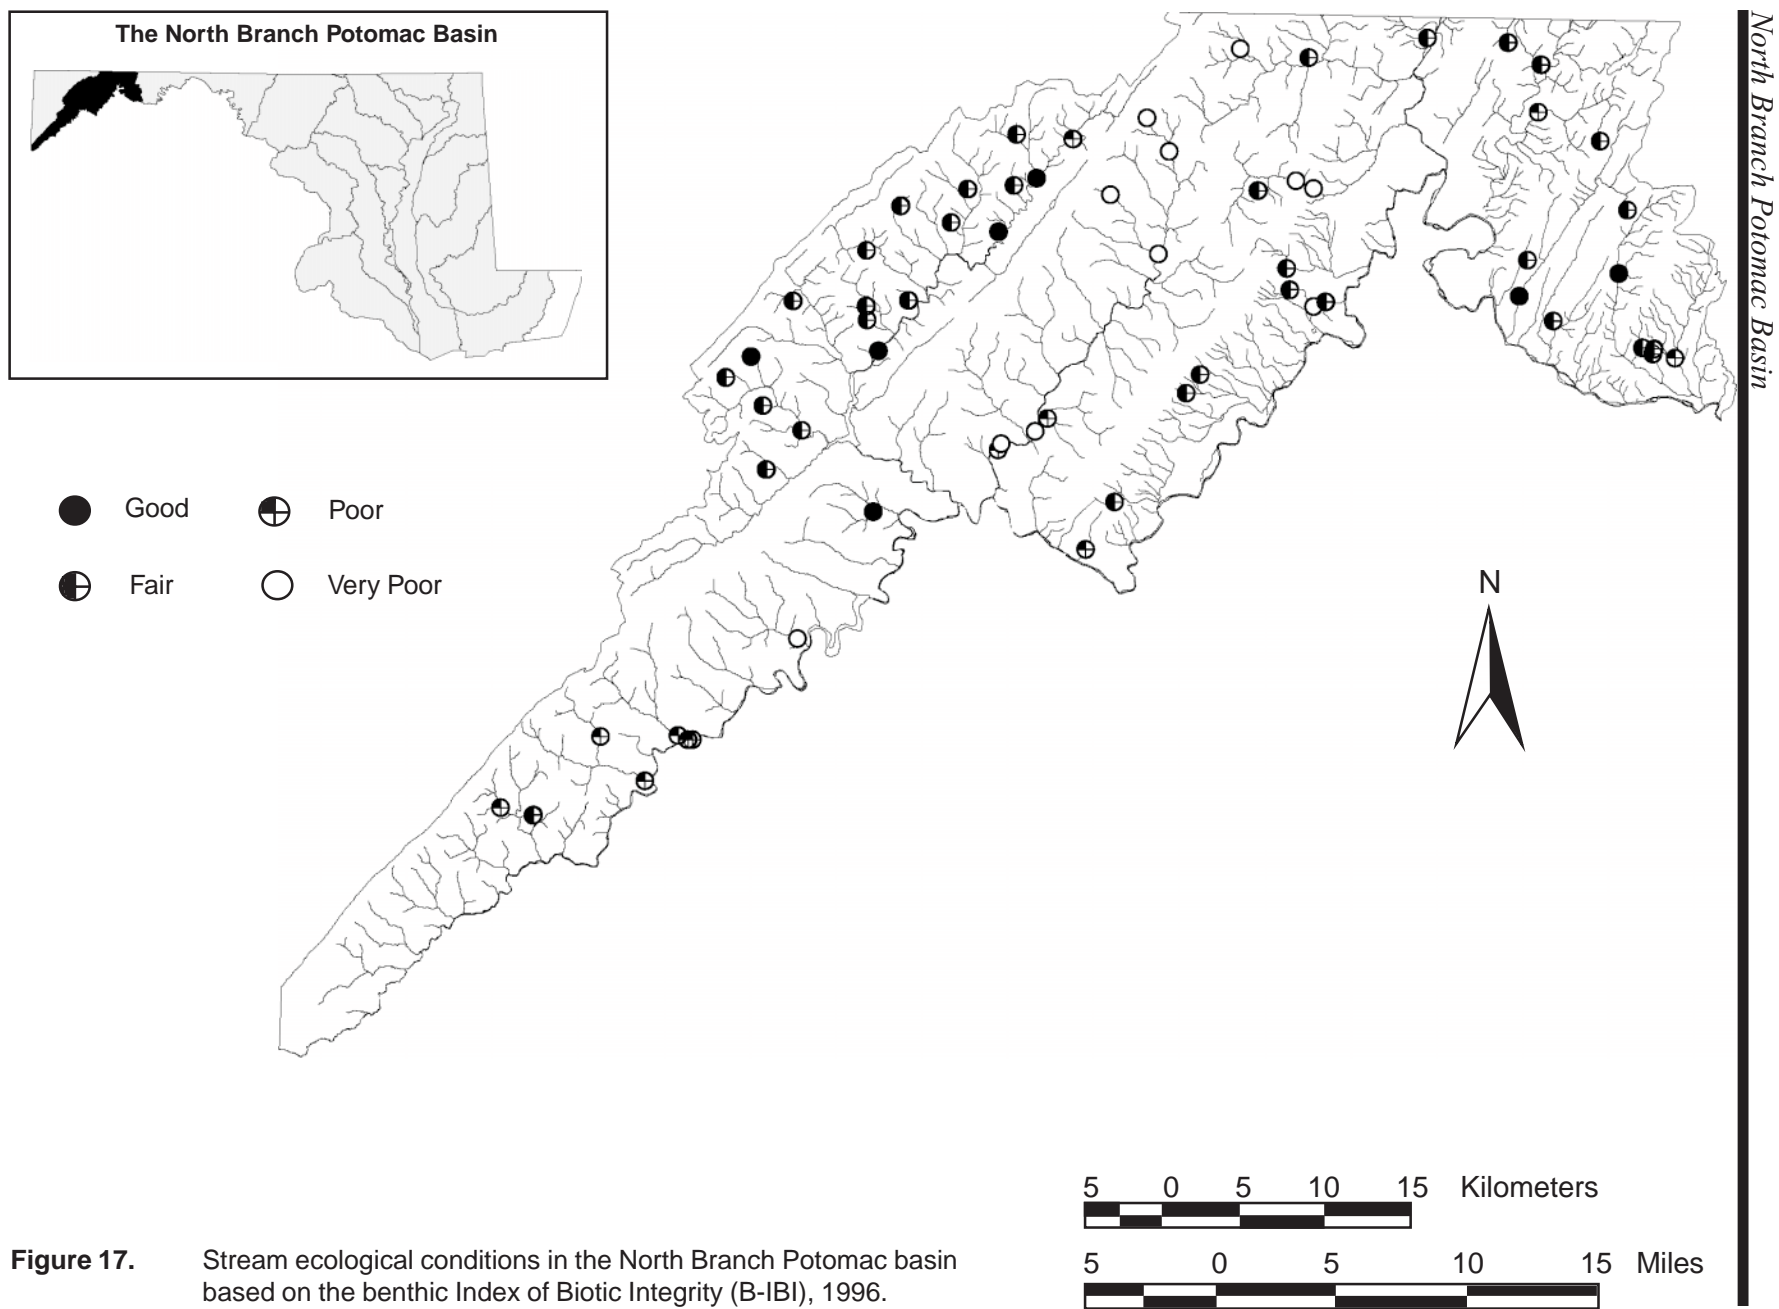 The North Branch Potomac Basin
North Branch Potomac Basin
Good
Poor
Fair
Very Poor
N
5 0 5 10 15 Kilometers
5 0 5 10 15 Miles
Figure 17. Stream ecological conditions in the North Branch Potomac basin
based on the benthic Index of Biotic Integrity (B-IBI), 1996.